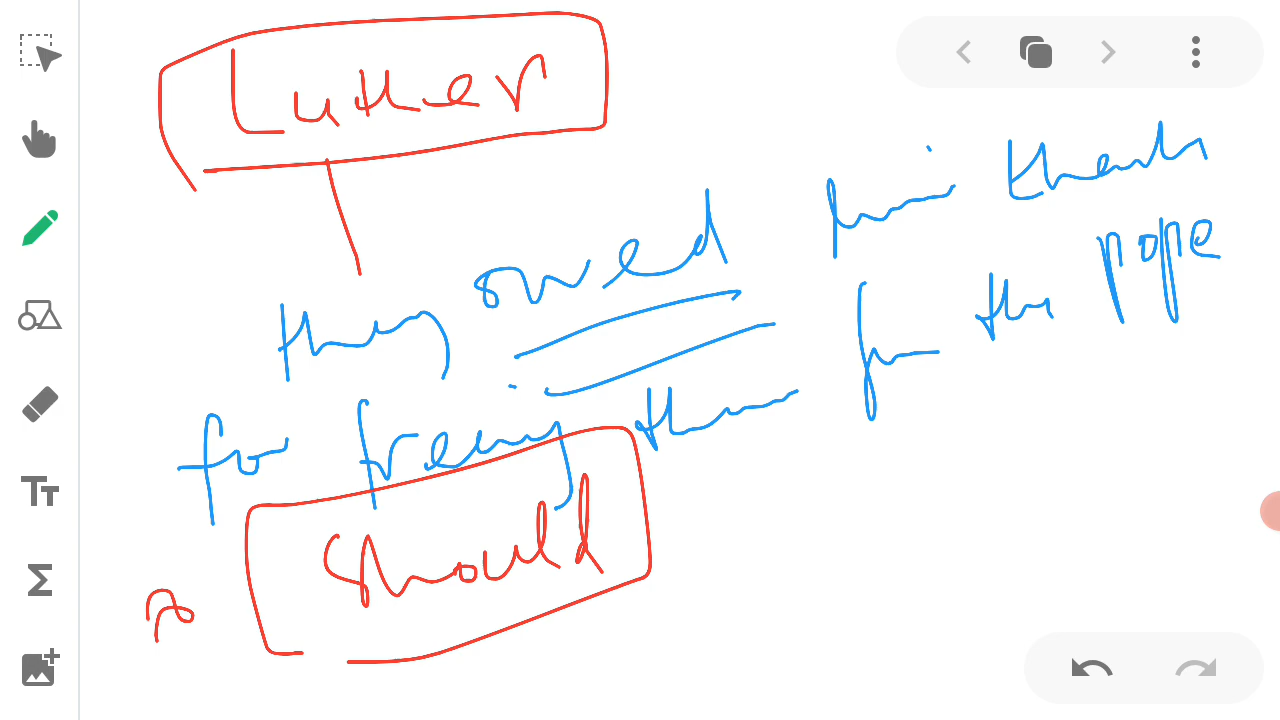 Luther
they owed him thanks
for freeing them from the pope
should